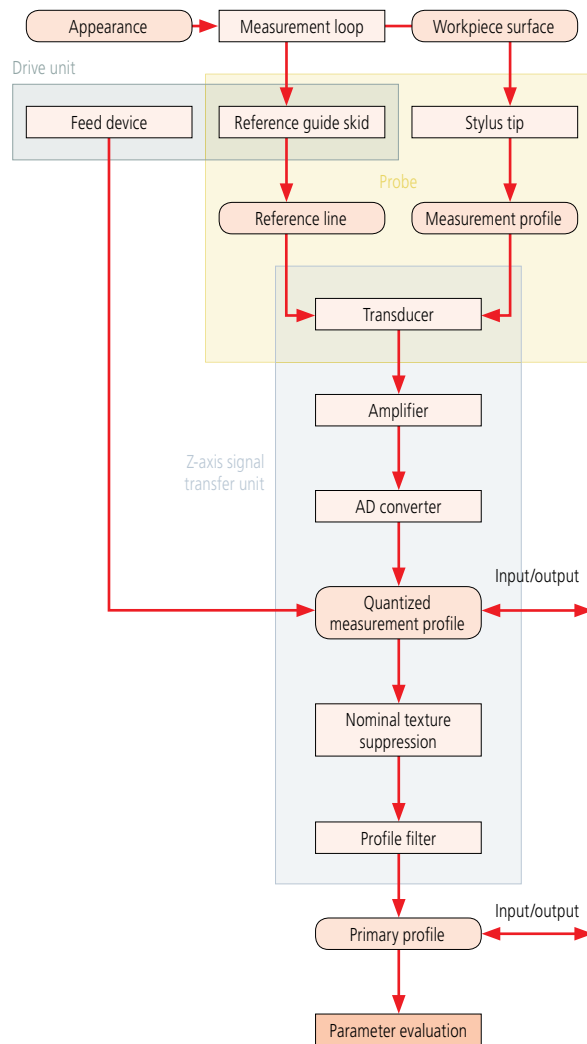 Appearance
Measurement loop
Workpiece surface
Drive unit
Feed device
Reference guide skid
Stylus tip
Probe
Reference line
Measurement profile
Transducer
Amplifier
Z-axis signal
transfer unit
AD converter
Input/output
Quantized
measurement profile
Nominal texture
suppression
Profile filter
Input/output
Primary profile
Parameter evaluation